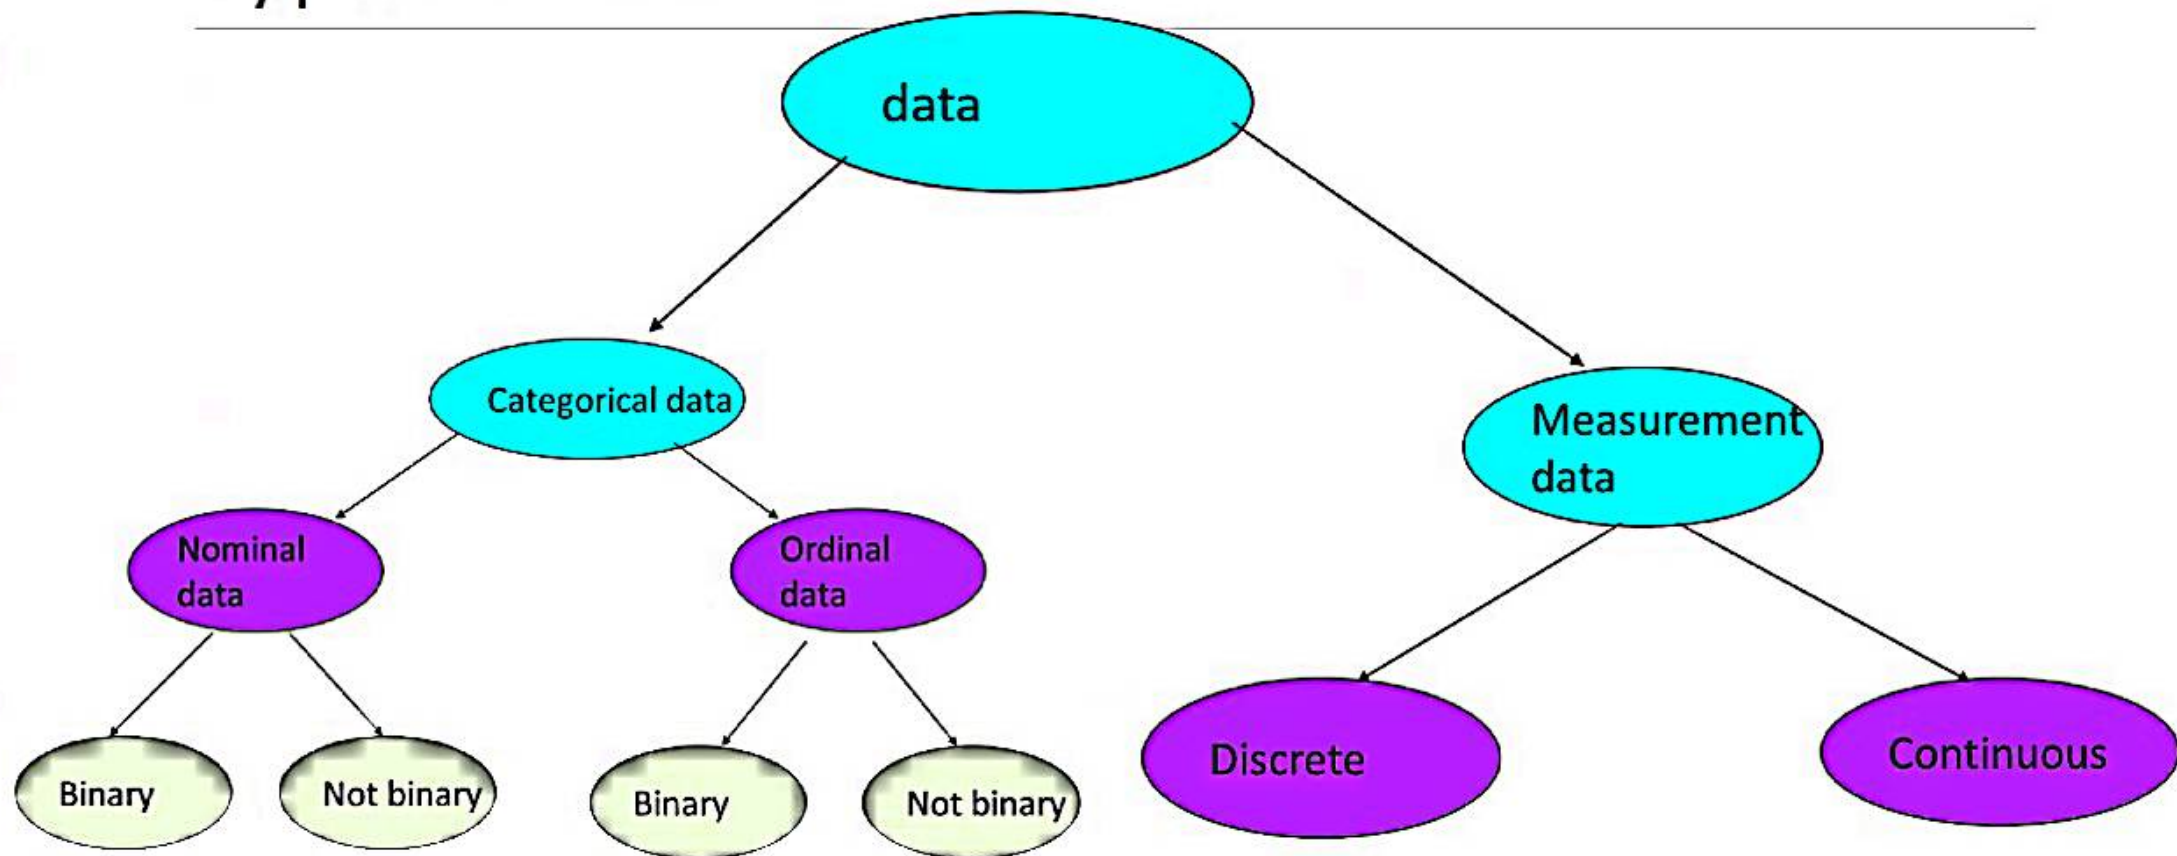 data
Categorical data
Measurement
data
Nominal
data
Ordinal
data
Discrete
Continuous
Binary
Not binary
Binary
Not binary